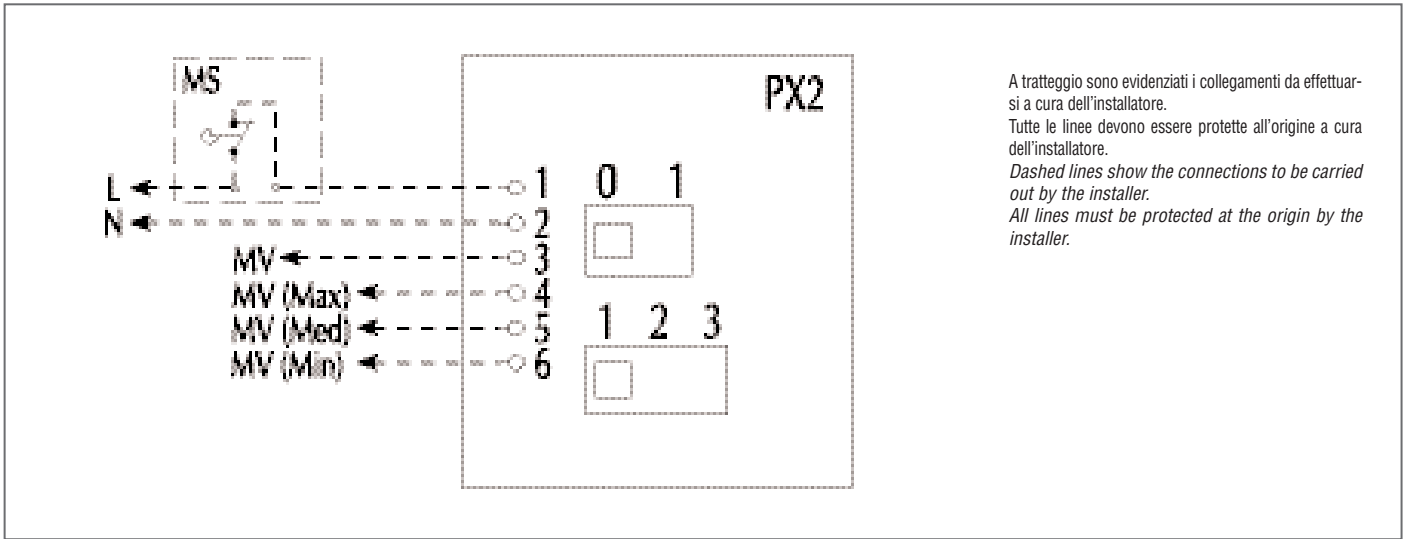 MS
PX2
L
N
MV
MV (Max)
MV (Med)
MV (Min)
1
2
3
4
5
6
0 1
1 2 3
A tratteggio sono evidenziati i collegamenti da effettuar-
si a cura dell'installatore.
Tutte le linee devono essere protette all'origine a cura
dell'installatore.
Dashed lines show the connections to be carried
out by the installer.
All lines must be protected at the origin by the
installer.